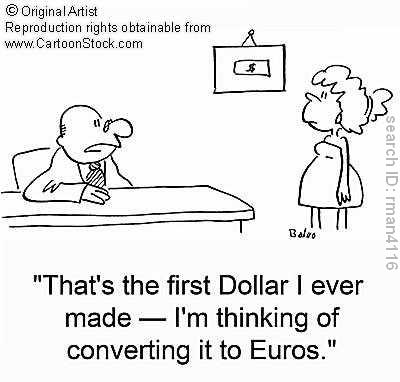 © Original Artist
Reproduction rights obtainable from
www.CartoonStock.com
$
Baloo
search ID: rman4116
"That's the first Dollar I ever
made — I'm thinking of
converting it to Euros."